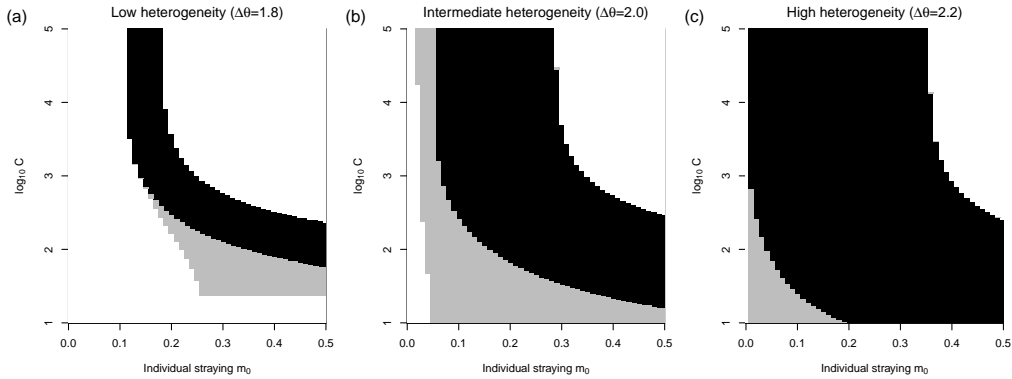 (a)
Low heterogeneity (Δθ=1.8)
5
4
3
2
1
log₁₀ C
0.0 0.1 0.2 0.3 0.4 0.5
Individual straying m₀
(b)
Intermediate heterogeneity (Δθ=2.0)
5
4
3
2
1
log₁₀ C
0.0 0.1 0.2 0.3 0.4 0.5
Individual straying m₀
(c)
High heterogeneity (Δθ=2.2)
5
4
3
2
1
log₁₀ C
0.0 0.1 0.2 0.3 0.4 0.5
Individual straying m₀